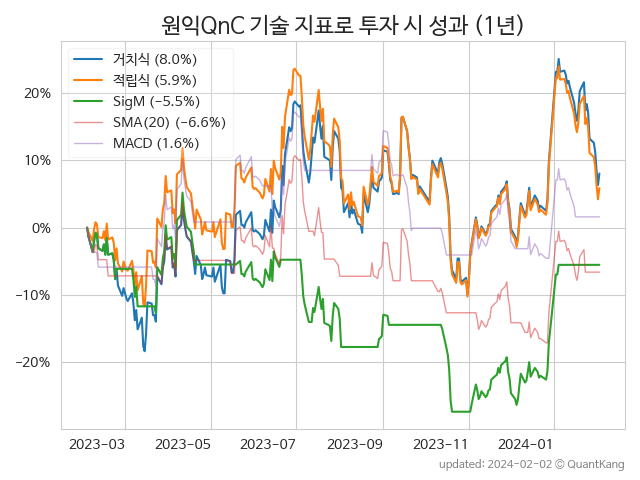 원익QnC 기술 지표로 투자 시 성과 (1년)
거치식 (8.0%)
적립식 (5.9%)
SigM (−5.5%)
SMA(20) (−6.6%)
MACD (1.6%)
20%
10%
0%
−10%
−20%
2023-03 2023-05 2023-07 2023-09 2023-11 2024-01
updated: 2024-02-02 © QuantKang